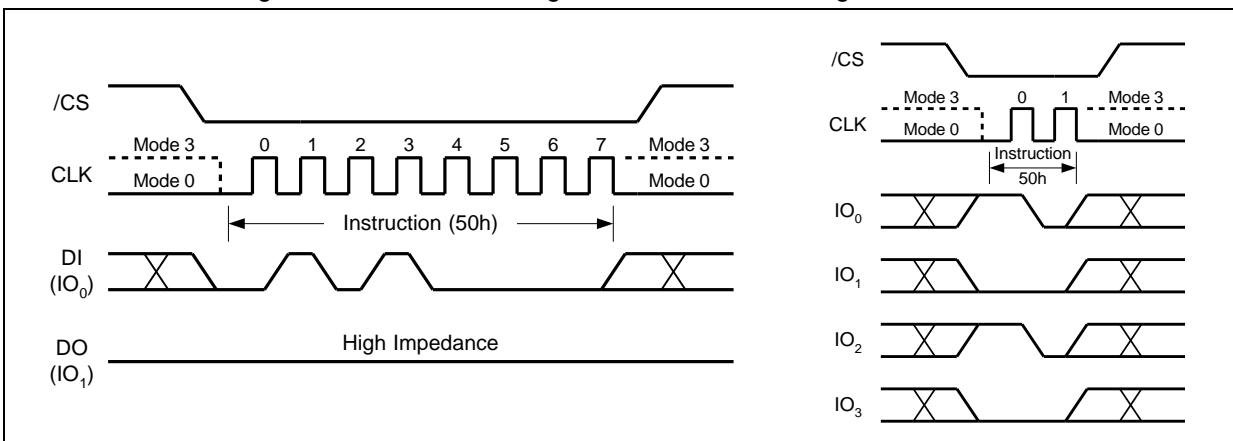 /CS
Mode 3 0 1 2 3 4 5 6 7 Mode 3
CLK
Mode 0 Mode 0
Instruction (50h)
DI
(IO0)
High Impedance
DO
(IO1)
/CS
Mode 3 0 1 Mode 3
CLK
Mode 0 Mode 0
Instruction
50h
IO0
IO1
IO2
IO3